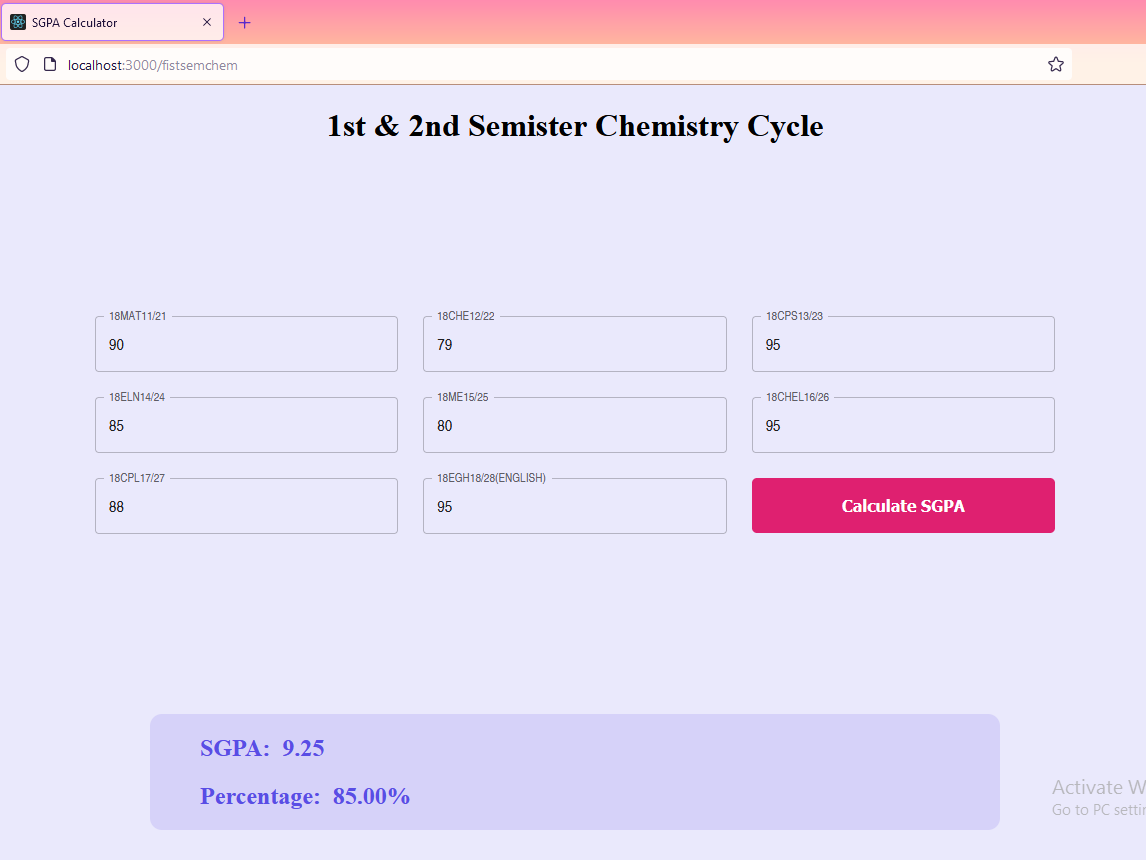 SGPA Calculator
localhost:3000/fistsemchem
1st & 2nd Semister Chemistry Cycle
18MAT11/21 18CHE12/22 18CPS13/23
90 79 95
18ELN14/24 18ME15/25 18CHEL16/26
85 80 95
18CPL17/27 18EGH18/28(ENGLISH)
88 95 Calculate SGPA
SGPA: 9.25
Percentage: 85.00%
Activate W
Go to PC settin